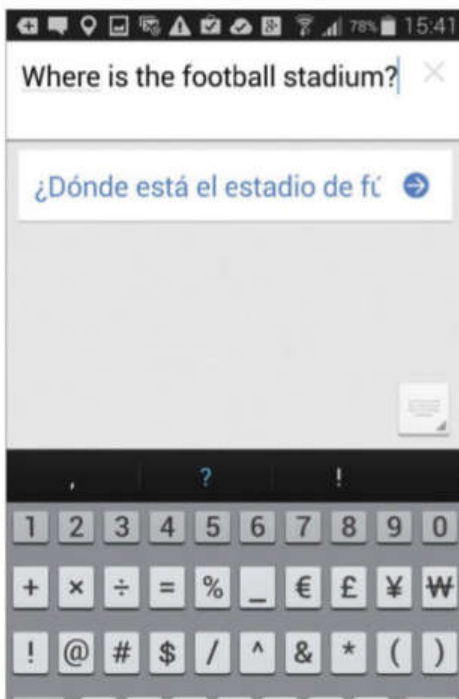 78% 15:41
Where is the football stadium?
¿Dónde está el estadio de fú
, ? !
1 2 3 4 5 6 7 8 9 0
+ × ÷ = % _ € £ ¥ ₩
! @ # $ / ^ & * ( )